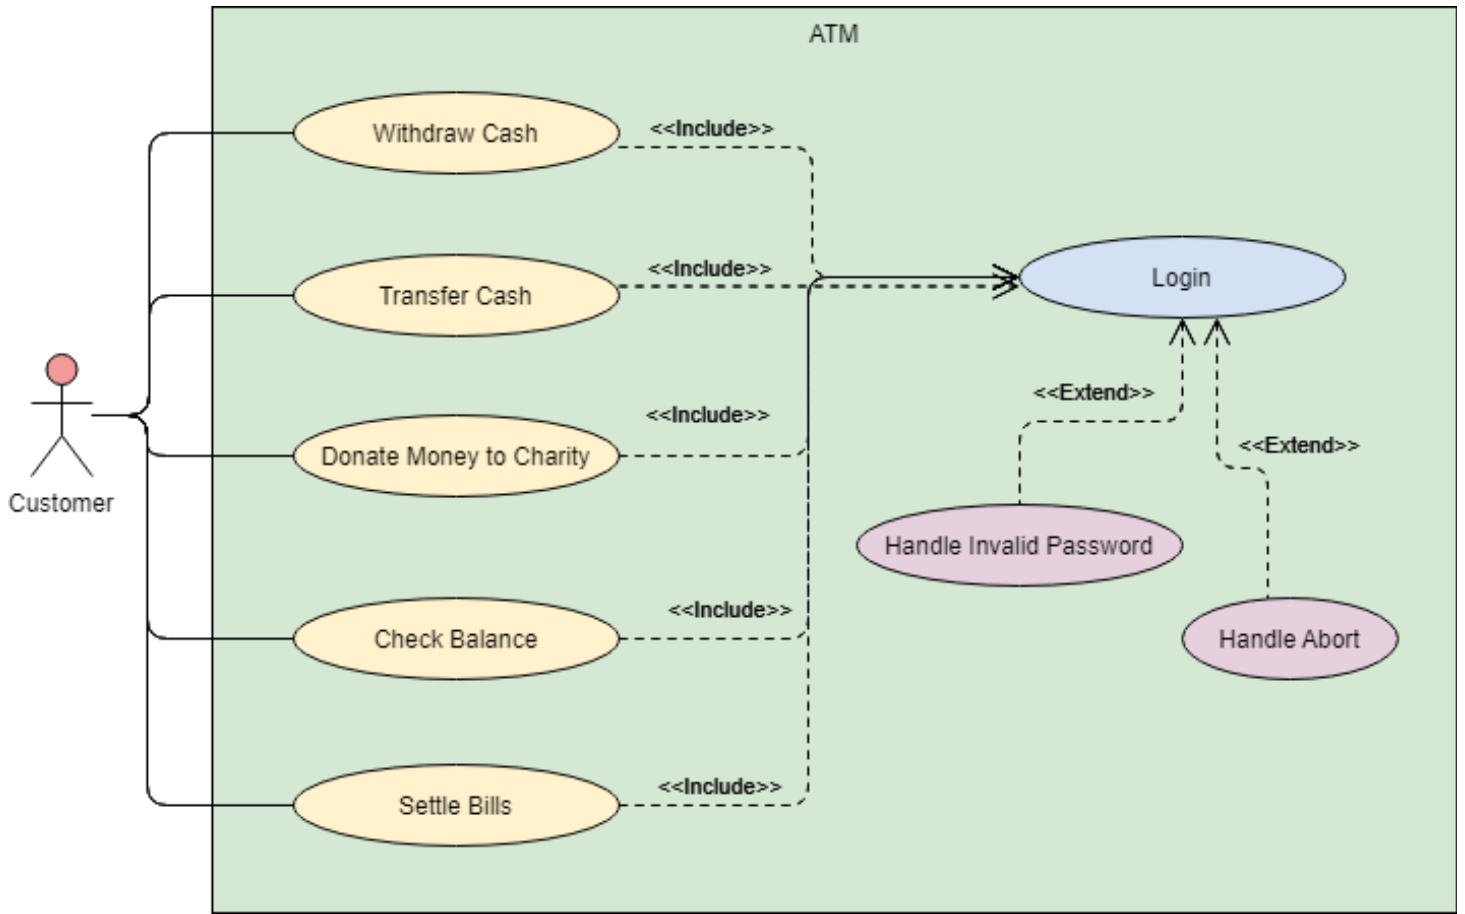 ATM
Withdraw Cash
<<Include>>
Transfer Cash
<<Include>>
Login
Customer
Donate Money to Charity
<<Include>>
<<Extend>>
<<Extend>>
Handle Invalid Password
Check Balance
<<Include>>
Handle Abort
Settle Bills
<<Include>>